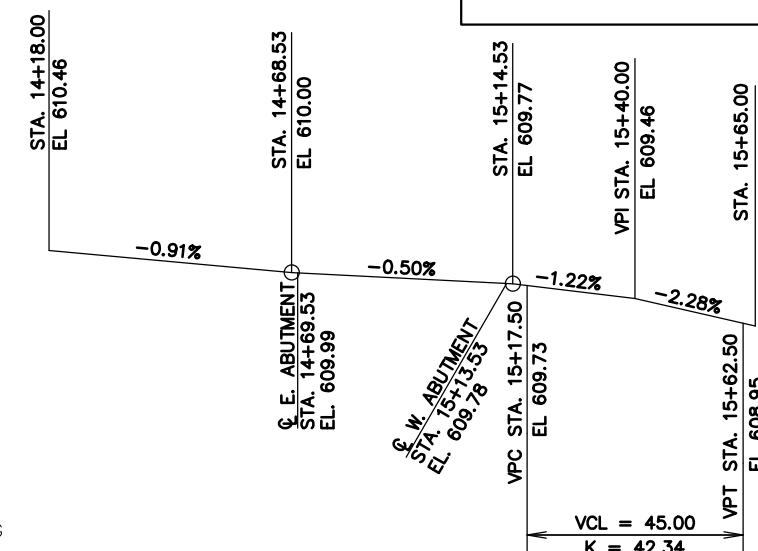 STA. 14+18.00
EL 610.46
STA. 14+68.53
EL 610.00
STA. 15+14.53
EL 609.77
VPI STA. 15+40.00
EL 609.46
STA. 15+65.00
-0.91%
-0.50%
-1.22%
-2.28%
℄ E. ABUTMENT
STA. 14+69.53
EL. 609.99
℄ W. ABUTMENT
STA. 15+13.53
EL. 609.78
VPC STA. 15+17.50
EL 609.73
VPT STA. 15+62.50
EL 608.95
VCL = 45.00
K = 42.34